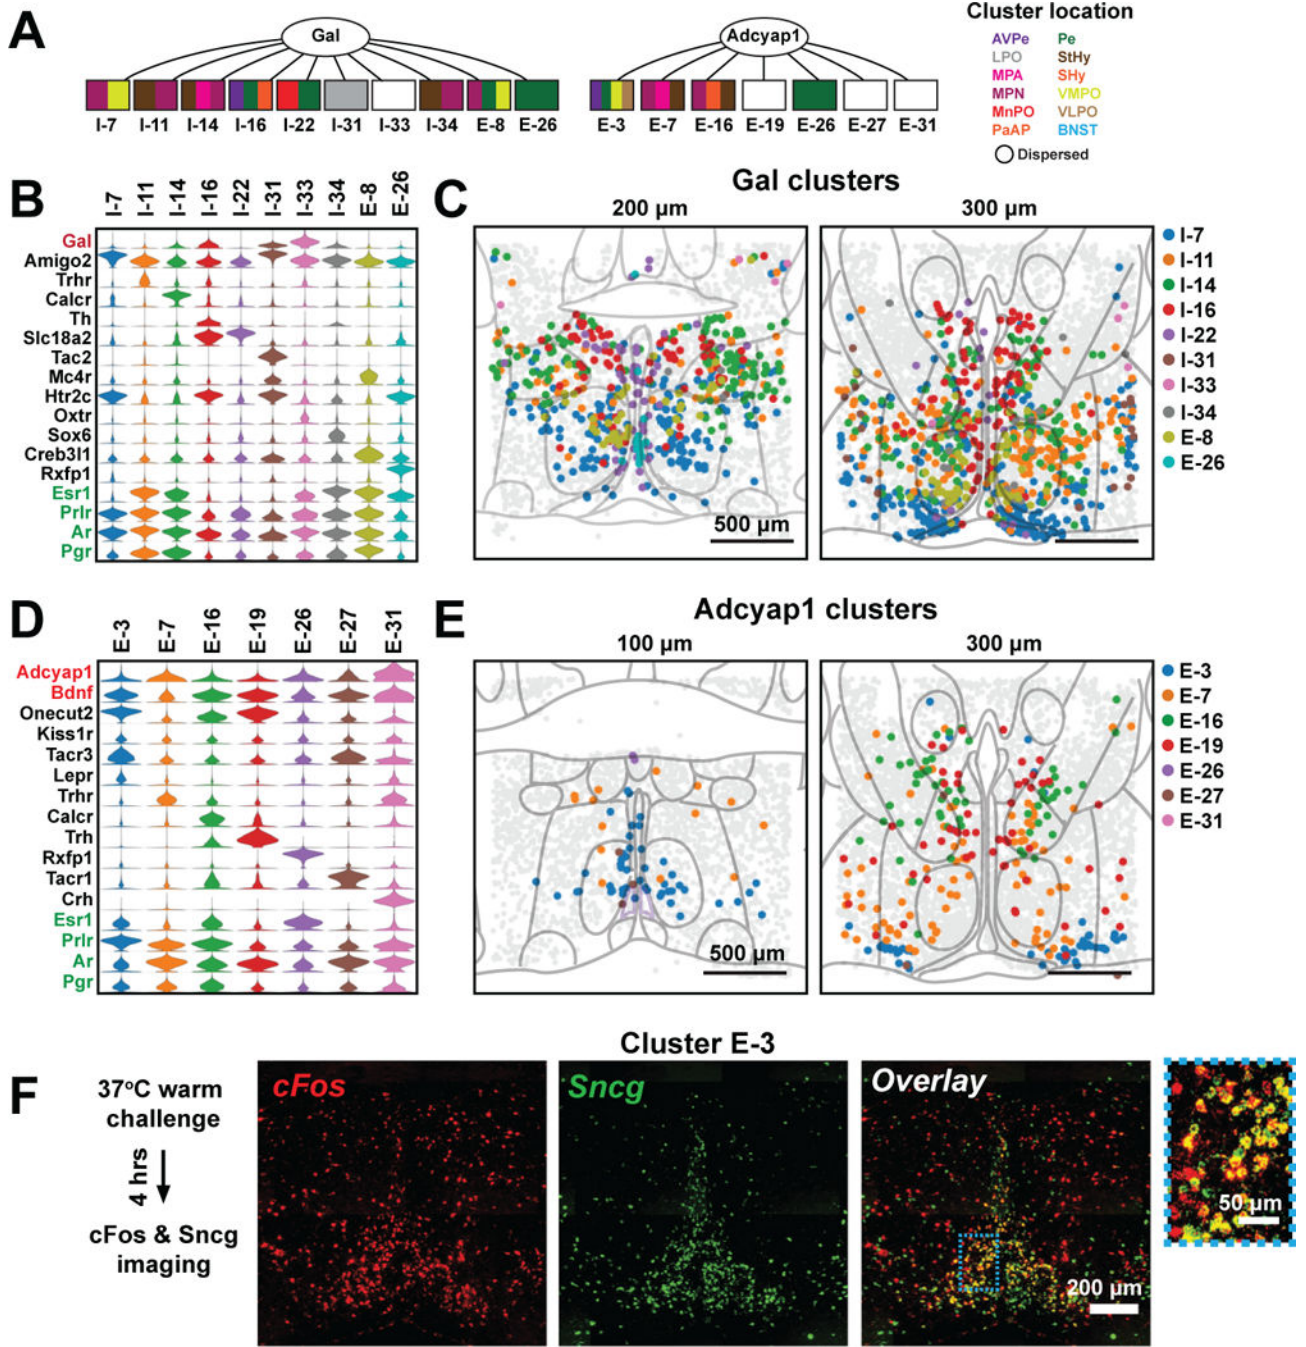 A
Gal
I-7 I-11 I-14 I-16 I-22 I-31 I-33 I-34 E-8 E-26
Adcyap1
E-3 E-7 E-16 E-19 E-26 E-27 E-31
Cluster location
AVPe Pe
LPO StHy
MPA SHy
MPN VMPO
MnPO VLPO
PaAP BNST
Dispersed
B
I-7 I-11 I-14 I-16 I-22 I-31 I-33 I-34 E-8 E-26
Gal
Amigo2
Trhr
Calcr
Th
Slc18a2
Tac2
Mc4r
Htr2c
Oxtr
Sox6
Creb3l1
Rxfp1
Esr1
Prlr
Ar
Pgr
C
Gal clusters
200 µm 300 µm
500 µm
I-7
I-11
I-14
I-16
I-22
I-31
I-33
I-34
E-8
E-26
D
E-3 E-7 E-16 E-19 E-26 E-27 E-31
Adcyap1
Bdnf
Onecut2
Kiss1r
Tacr3
Lepr
Trhr
Calcr
Trh
Rxfp1
Tacr1
Crh
Esr1
Prlr
Ar
Pgr
E
Adcyap1 clusters
100 µm 300 µm
500 µm
E-3
E-7
E-16
E-19
E-26
E-27
E-31
F
Cluster E-3
37°C warm
challenge
4 hrs
cFos & Sncg
imaging
cFos
Sncg
Overlay
200 µm
50 µm